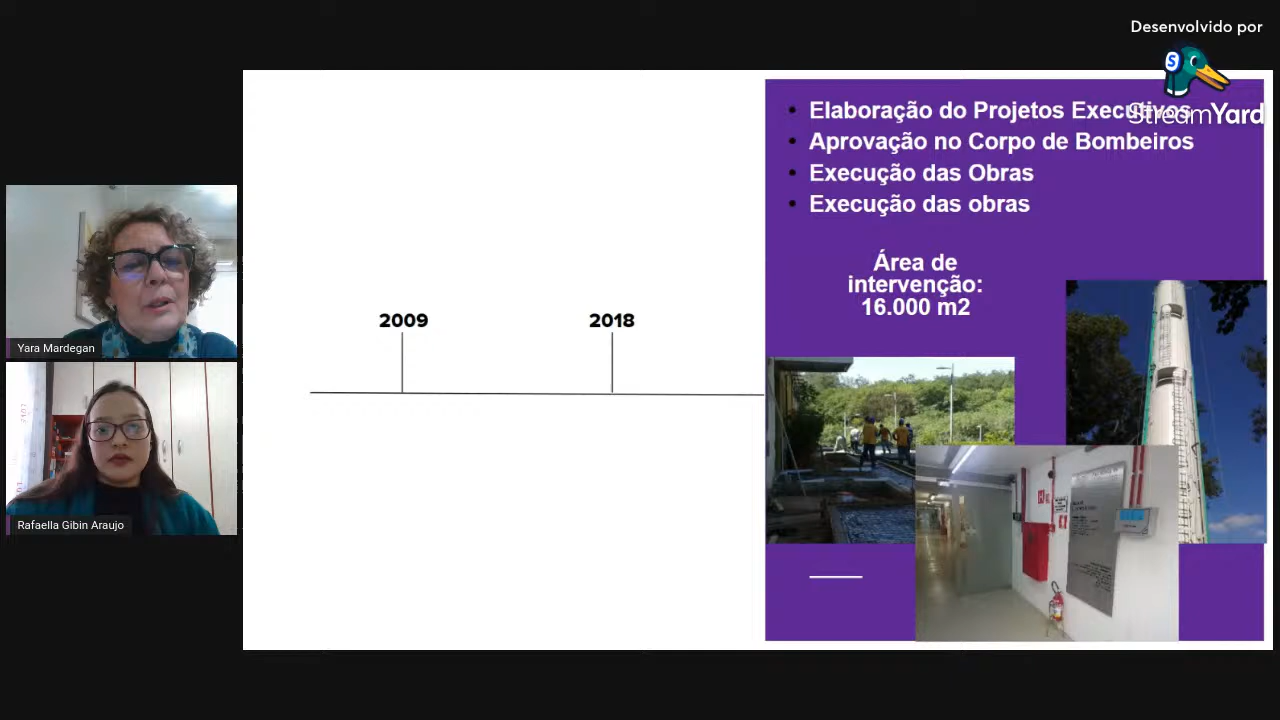 Desenvolvido por
StreamYard
Elaboração do Projetos Executivos
Aprovação no Corpo de Bombeiros
Execução das Obras
Execução das obras
Área de
intervenção:
16.000 m2
2009
2018
Yara Mardegan
Rafaella Gibin Araujo